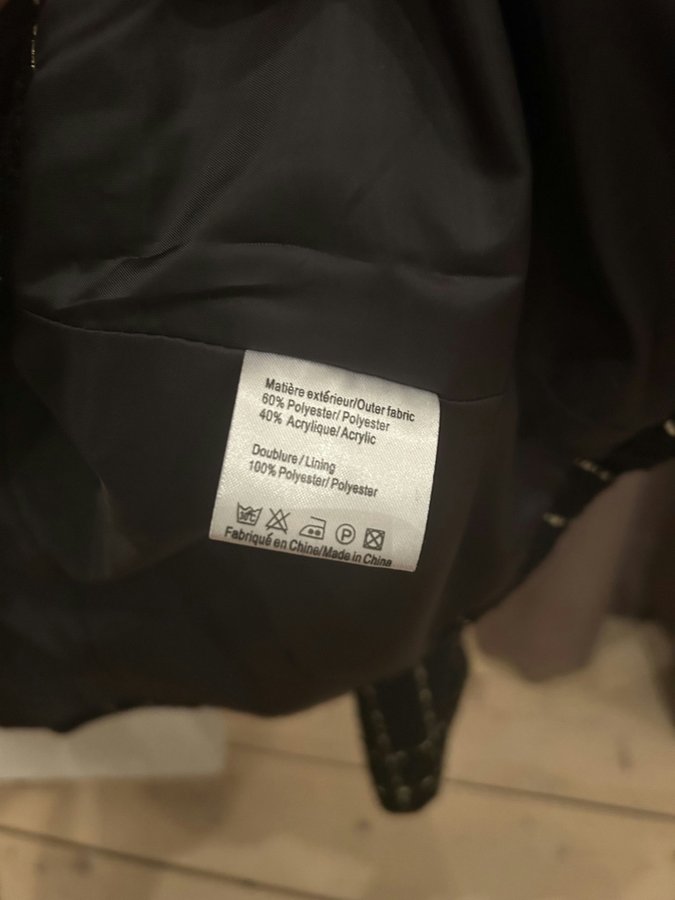 Matière extérieur/Outer fabric
60% Polyester/ Polyester
40% Acrylique/ Acrylic
Doublure / Lining
100% Polyester/ Polyester
30°C P
Fabriqué en Chine/Made in China